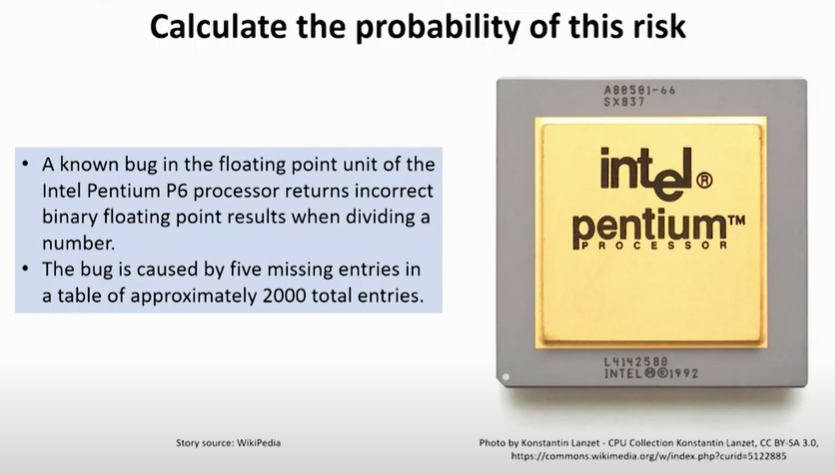 Calculate the probability of this risk
• A known bug in the floating point unit of the
Intel Pentium P6 processor returns incorrect
binary floating point results when dividing a
number.
• The bug is caused by five missing entries in
a table of approximately 2000 total entries.
A80501-66
SX837
intel®
pentium™
PROCESSOR
L4142580
INTELⓂ©1992
Story source: WikiPedia
Photo by Konstantin Lanzet - CPU Collection Konstantin Lanzet, CC BY-SA 3.0,
https://commons.wikimedia.org/w/index.php?curid=5122885